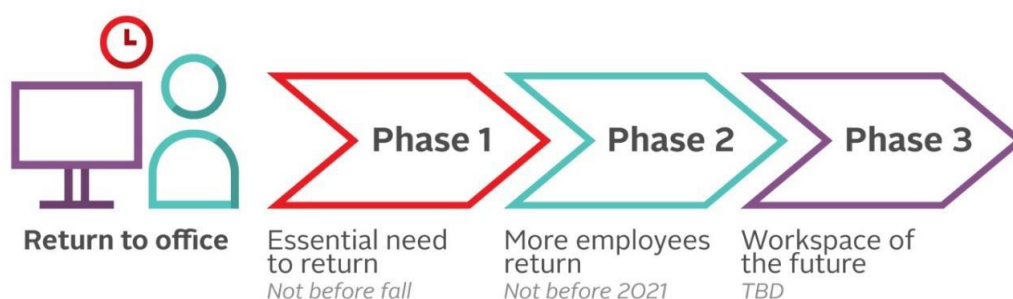 Phase 1
Phase 2
Phase 3
Return to office
Essential need
to return
Not before fall
More employees
return
Not before 2021
Workspace of
the future
TBD